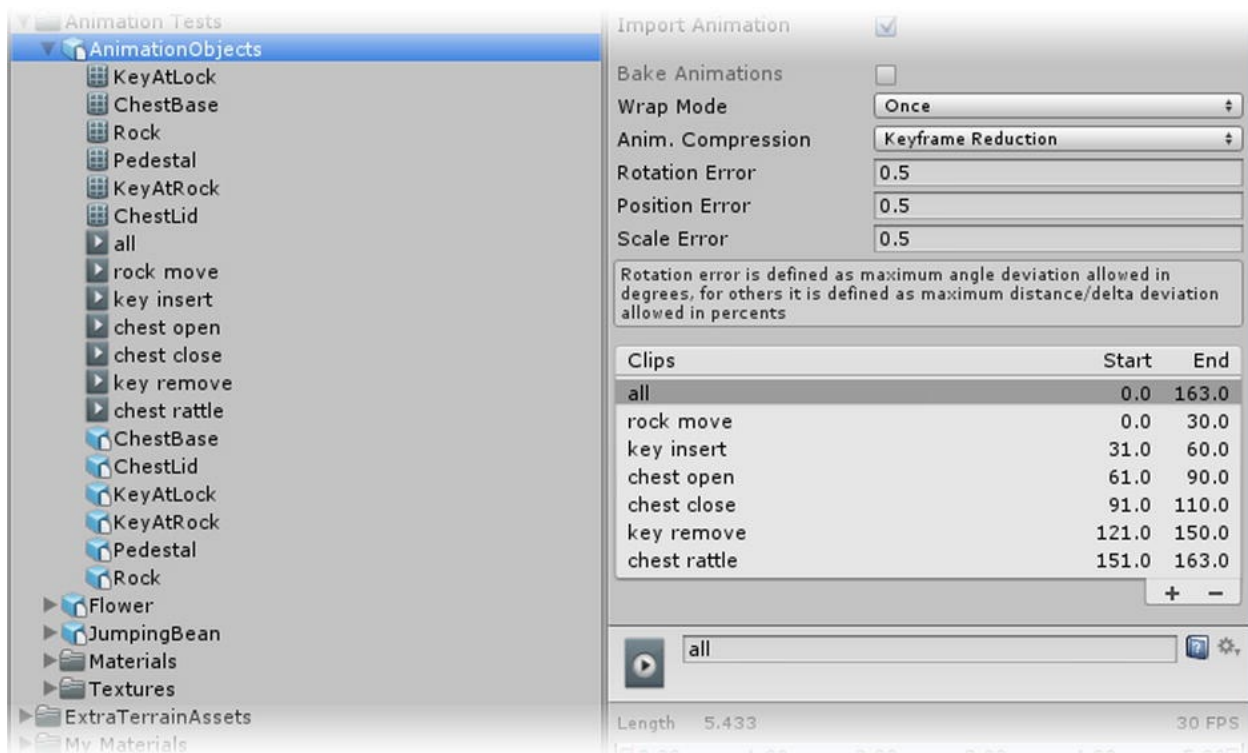 Animation Tests
AnimationObjects
KeyAtLock
ChestBase
Rock
Pedestal
KeyAtRock
ChestLid
all
rock move
key insert
chest open
chest close
key remove
chest rattle
ChestBase
ChestLid
KeyAtLock
KeyAtRock
Pedestal
Rock
Flower
JumpingBean
Materials
Textures
ExtraTerrainAssets
My Materials
Import Animation
Bake Animations
Wrap Mode Once
Anim. Compression Keyframe Reduction
Rotation Error 0.5
Position Error 0.5
Scale Error 0.5
Rotation error is defined as maximum angle deviation allowed in
degrees, for others it is defined as maximum distance/delta deviation
allowed in percents
Clips Start End
all 0.0 163.0
rock move 0.0 30.0
key insert 31.0 60.0
chest open 61.0 90.0
chest close 91.0 110.0
key remove 121.0 150.0
chest rattle 151.0 163.0
+ −
all
Length 5.433 30 FPS